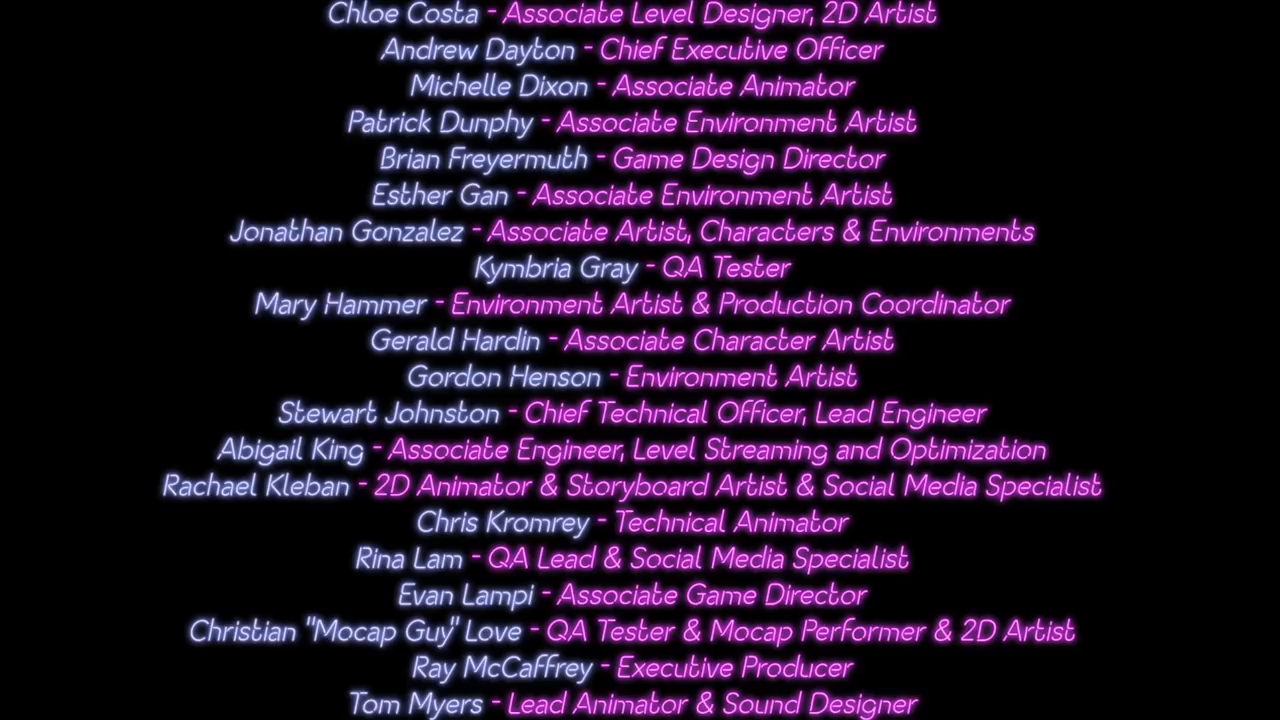 Chloe Costa - Associate Level Designer, 2D Artist
Andrew Dayton - Chief Executive Officer
Michelle Dixon - Associate Animator
Patrick Dunphy - Associate Environment Artist
Brian Freyermuth - Game Design Director
Esther Gan - Associate Environment Artist
Jonathan Gonzalez - Associate Artist, Characters & Environments
Kymbria Gray - QA Tester
Mary Hammer - Environment Artist & Production Coordinator
Gerald Hardin - Associate Character Artist
Gordon Henson - Environment Artist
Stewart Johnston - Chief Technical Officer, Lead Engineer
Abigail King - Associate Engineer, Level Streaming and Optimization
Rachael Kleban - 2D Animator & Storyboard Artist & Social Media Specialist
Chris Kromrey - Technical Animator
Rina Lam - QA Lead & Social Media Specialist
Evan Lampi - Associate Game Director
Christian "Mocap Guy" Love - QA Tester & Mocap Performer & 2D Artist
Ray McCaffrey - Executive Producer
Tom Myers - Lead Animator & Sound Designer